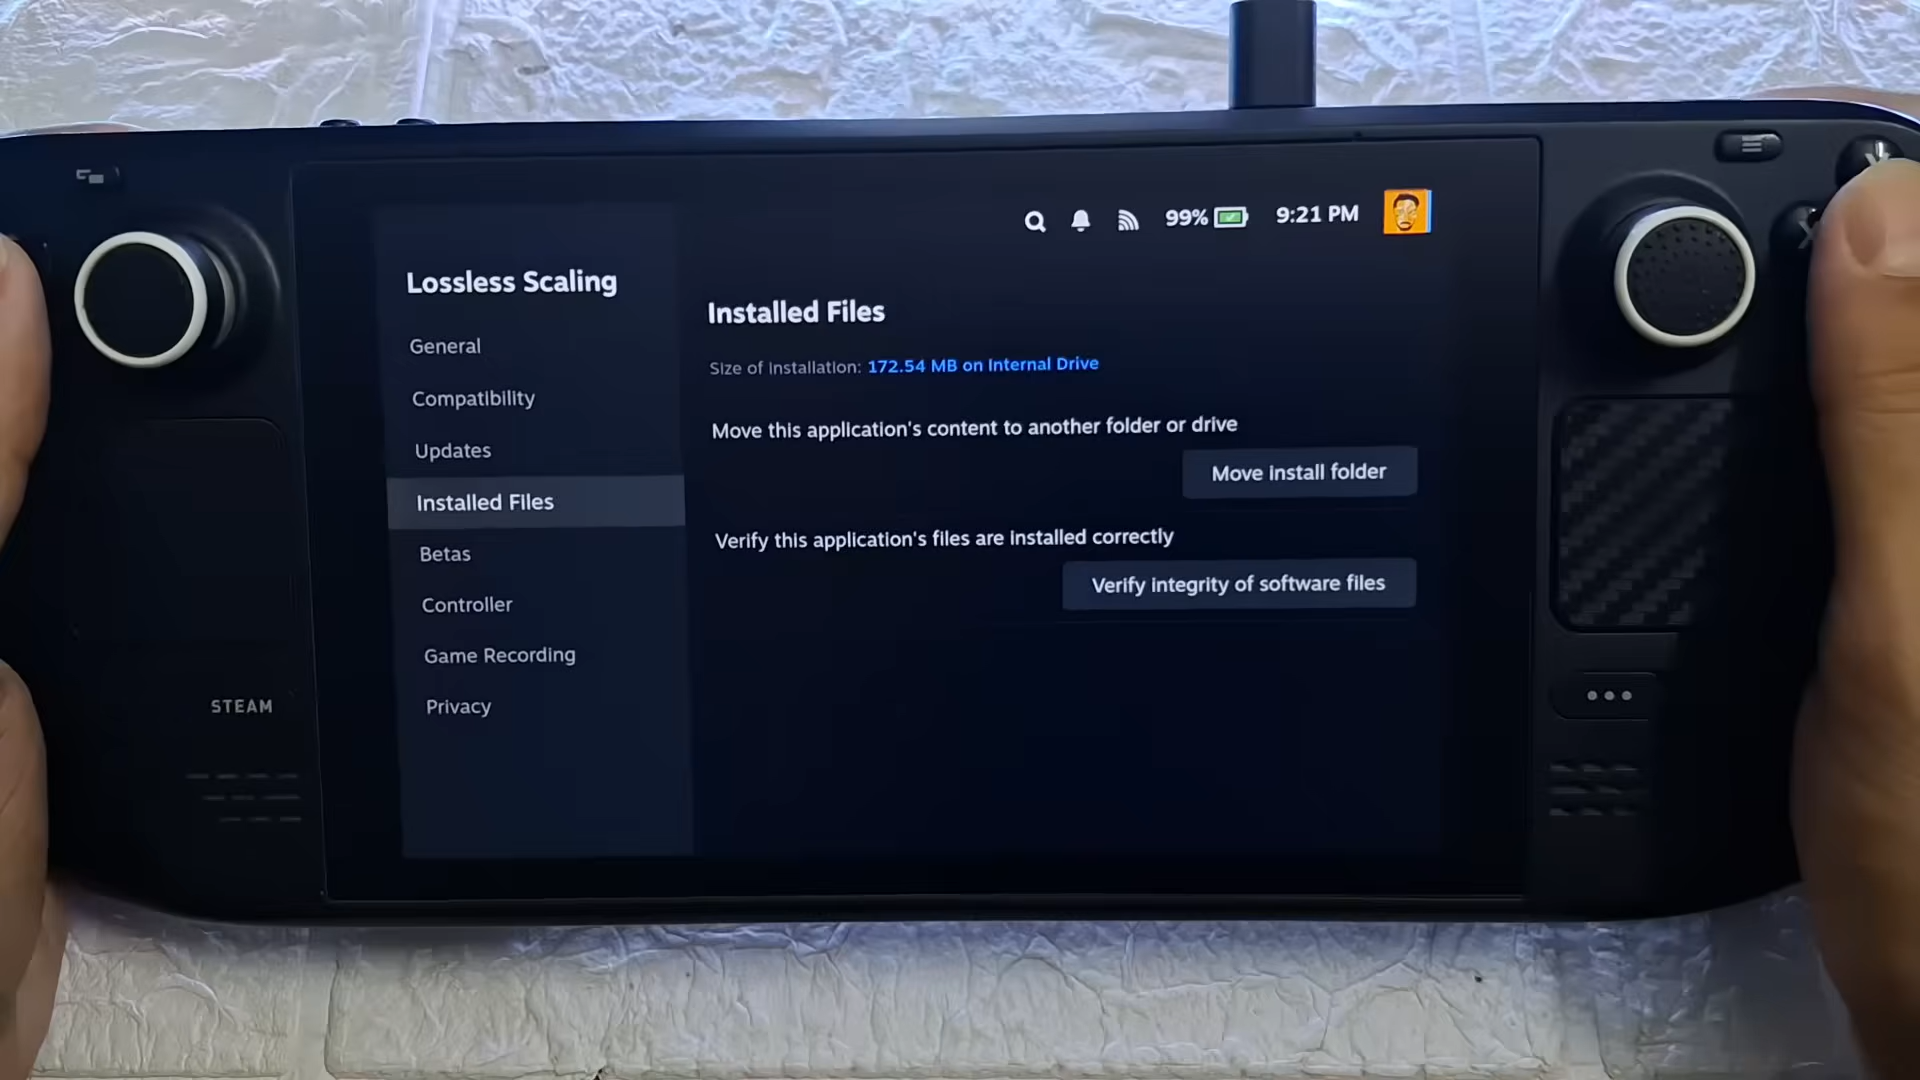 99% 9:21 PM
Lossless Scaling
General
Compatibility
Updates
Installed Files
Betas
Controller
Game Recording
Privacy
Installed Files
Size of installation: 172.54 MB on Internal Drive
Move this application's content to another folder or drive
Move install folder
Verify this application's files are installed correctly
Verify integrity of software files
STEAM
Y
X